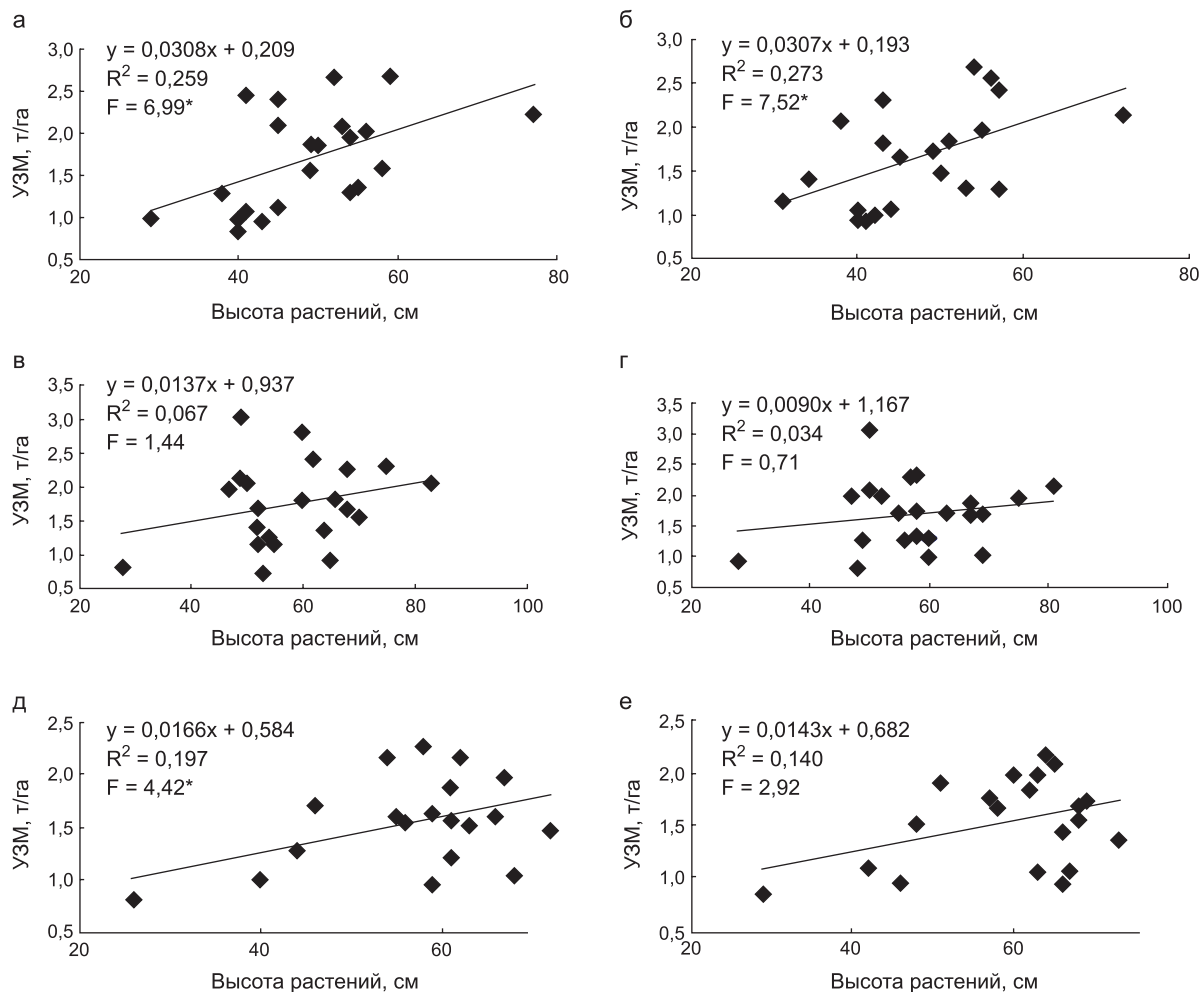 а
y = 0,0308x + 0,209
R² = 0,259
F = 6,99*
УЗМ, т/га
3,0
2,5
2,0
1,5
1,0
0,5
20 40 60 80
Высота растений, см
б
y = 0,0307x + 0,193
R² = 0,273
F = 7,52*
УЗМ, т/га
3,0
2,5
2,0
1,5
1,0
0,5
20 40 60 80
Высота растений, см
в
y = 0,0137x + 0,937
R² = 0,067
F = 1,44
УЗМ, т/га
3,5
3,0
2,5
2,0
1,5
1,0
0,5
20 40 60 80 100
Высота растений, см
г
y = 0,0090x + 1,167
R² = 0,034
F = 0,71
УЗМ, т/га
3,5
3,0
2,5
2,0
1,5
1,0
0,5
20 40 60 80 100
Высота растений, см
д
y = 0,0166x + 0,584
R² = 0,197
F = 4,42*
УЗМ, т/га
2,5
2,0
1,5
1,0
0,5
20 40 60
Высота растений, см
е
y = 0,0143x + 0,682
R² = 0,140
F = 2,92
УЗМ, т/га
2,5
2,0
1,5
1,0
0,5
20 40 60
Высота растений, см